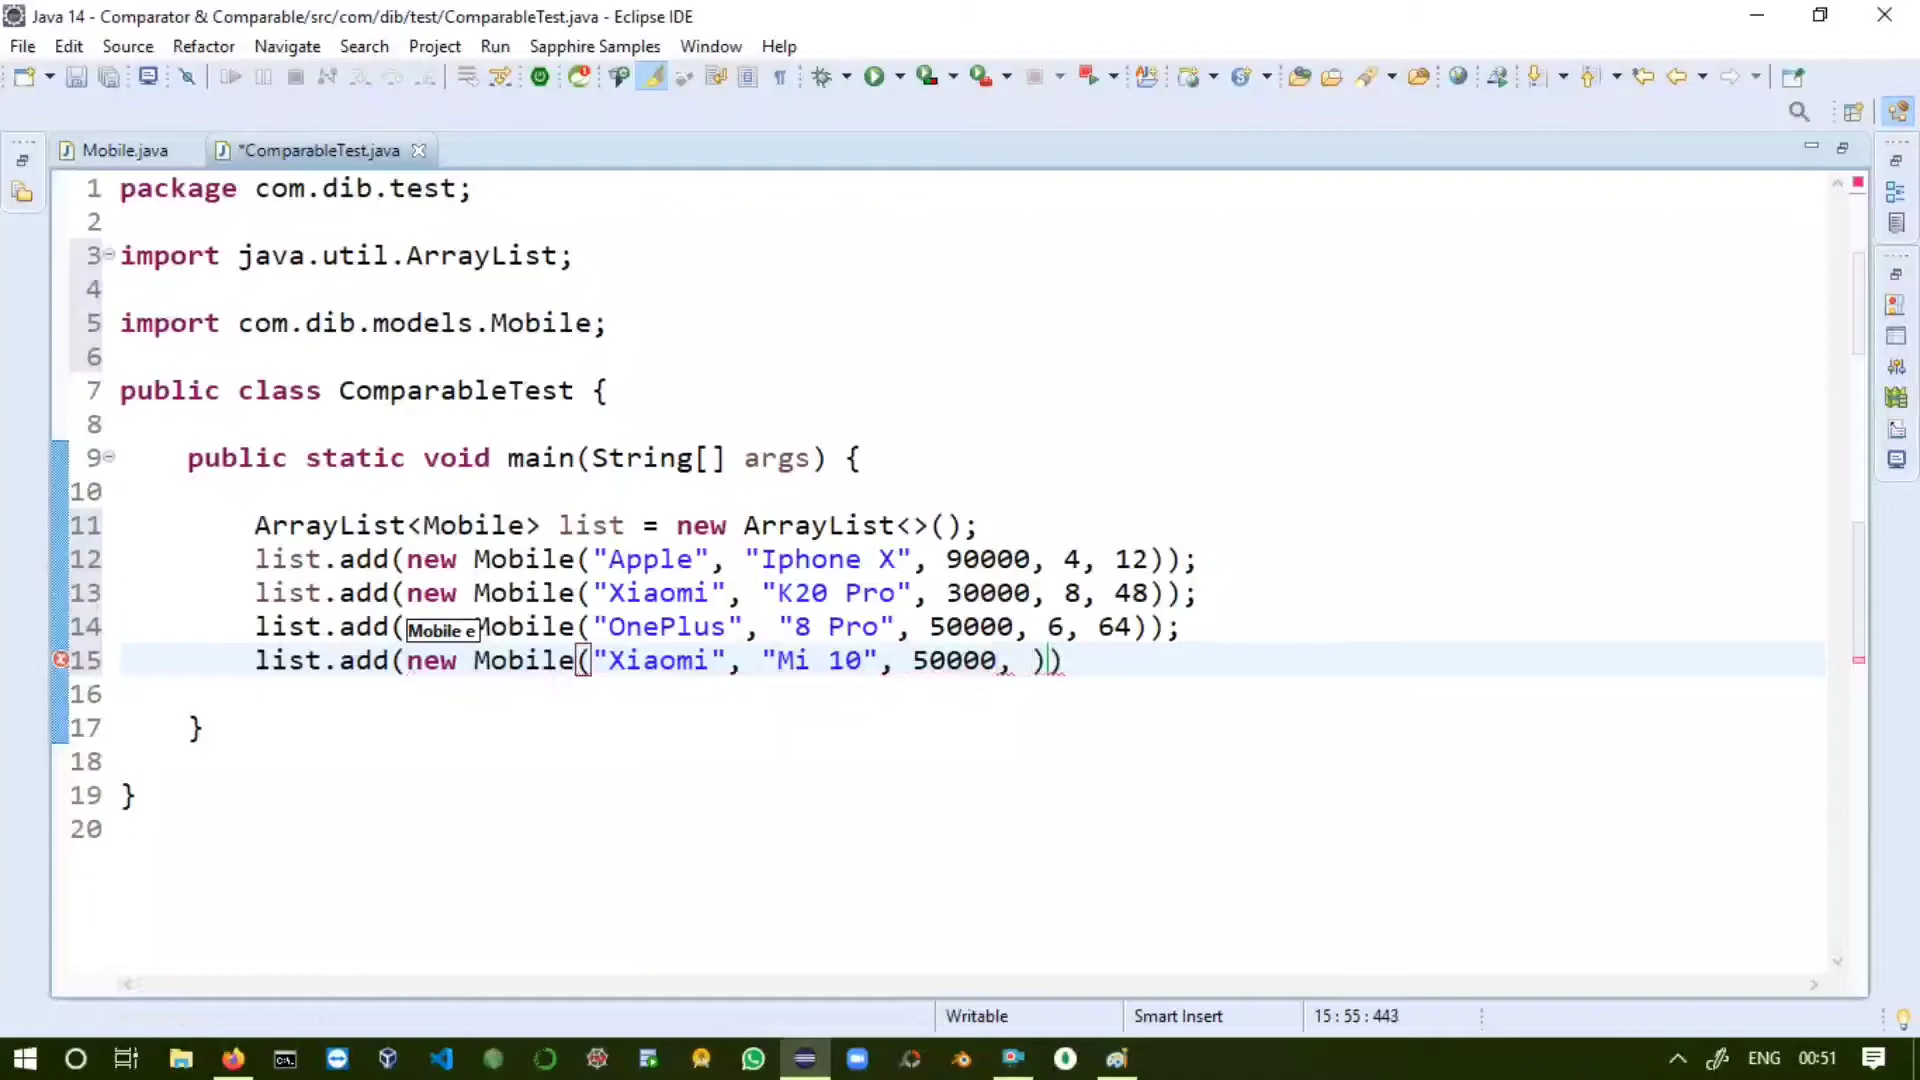 Java 14 - Comparator & Comparable/src/com/dib/test/ComparableTest.java - Eclipse IDE
File Edit Source Refactor Navigate Search Project Run Sapphire Samples Window Help
Mobile.java *ComparableTest.java
1 package com.dib.test;
2
3 import java.util.ArrayList;
4
5 import com.dib.models.Mobile;
6
7 public class ComparableTest {
8
9 public static void main(String[] args) {
10
11 ArrayList<Mobile> list = new ArrayList<>();
12 list.add(new Mobile("Apple", "Iphone X", 90000, 4, 12));
13 list.add(new Mobile("Xiaomi", "K20 Pro", 30000, 8, 48));
14 list.add( Mobile e Mobile("OnePlus", "8 Pro", 50000, 6, 64));
15 list.add(new Mobile("Xiaomi", "Mi 10", 50000, ))
16
17 }
18
19 }
20
Writable Smart Insert 15 : 55 : 443
ENG 00:51